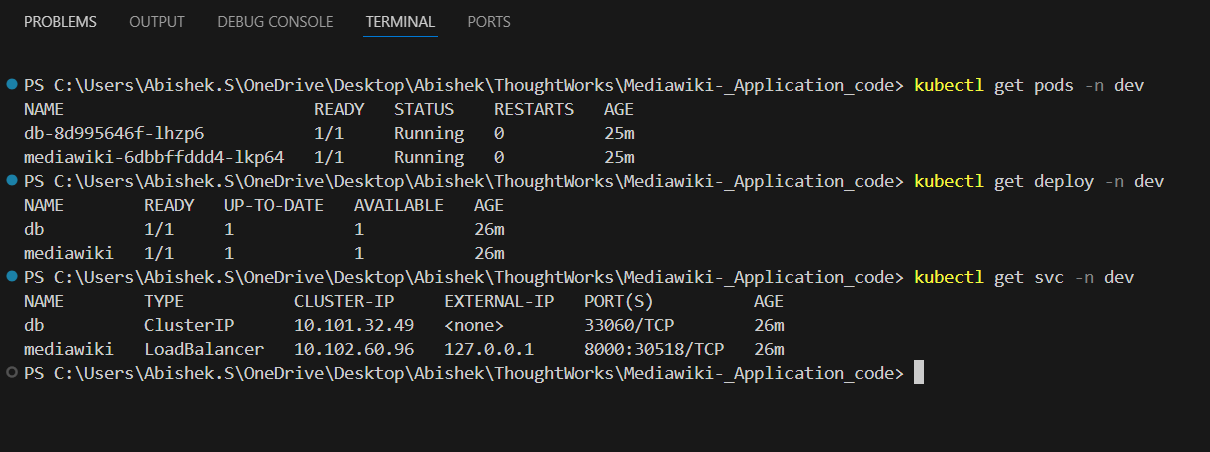 PROBLEMS OUTPUT DEBUG CONSOLE TERMINAL PORTS
PS C:\Users\Abishek.S\OneDrive\Desktop\Abishek\ThoughtWorks\Mediawiki-_Application_code> kubectl get pods -n dev
NAME READY STATUS RESTARTS AGE
db-8d995646f-lhzp6 1/1 Running 0 25m
mediawiki-6dbbffddd4-lkp64 1/1 Running 0 25m
PS C:\Users\Abishek.S\OneDrive\Desktop\Abishek\ThoughtWorks\Mediawiki-_Application_code> kubectl get deploy -n dev
NAME READY UP-TO-DATE AVAILABLE AGE
db 1/1 1 1 26m
mediawiki 1/1 1 1 26m
PS C:\Users\Abishek.S\OneDrive\Desktop\Abishek\ThoughtWorks\Mediawiki-_Application_code> kubectl get svc -n dev
NAME TYPE CLUSTER-IP EXTERNAL-IP PORT(S) AGE
db ClusterIP 10.101.32.49 <none> 33060/TCP 26m
mediawiki LoadBalancer 10.102.60.96 127.0.0.1 8000:30518/TCP 26m
PS C:\Users\Abishek.S\OneDrive\Desktop\Abishek\ThoughtWorks\Mediawiki-_Application_code>